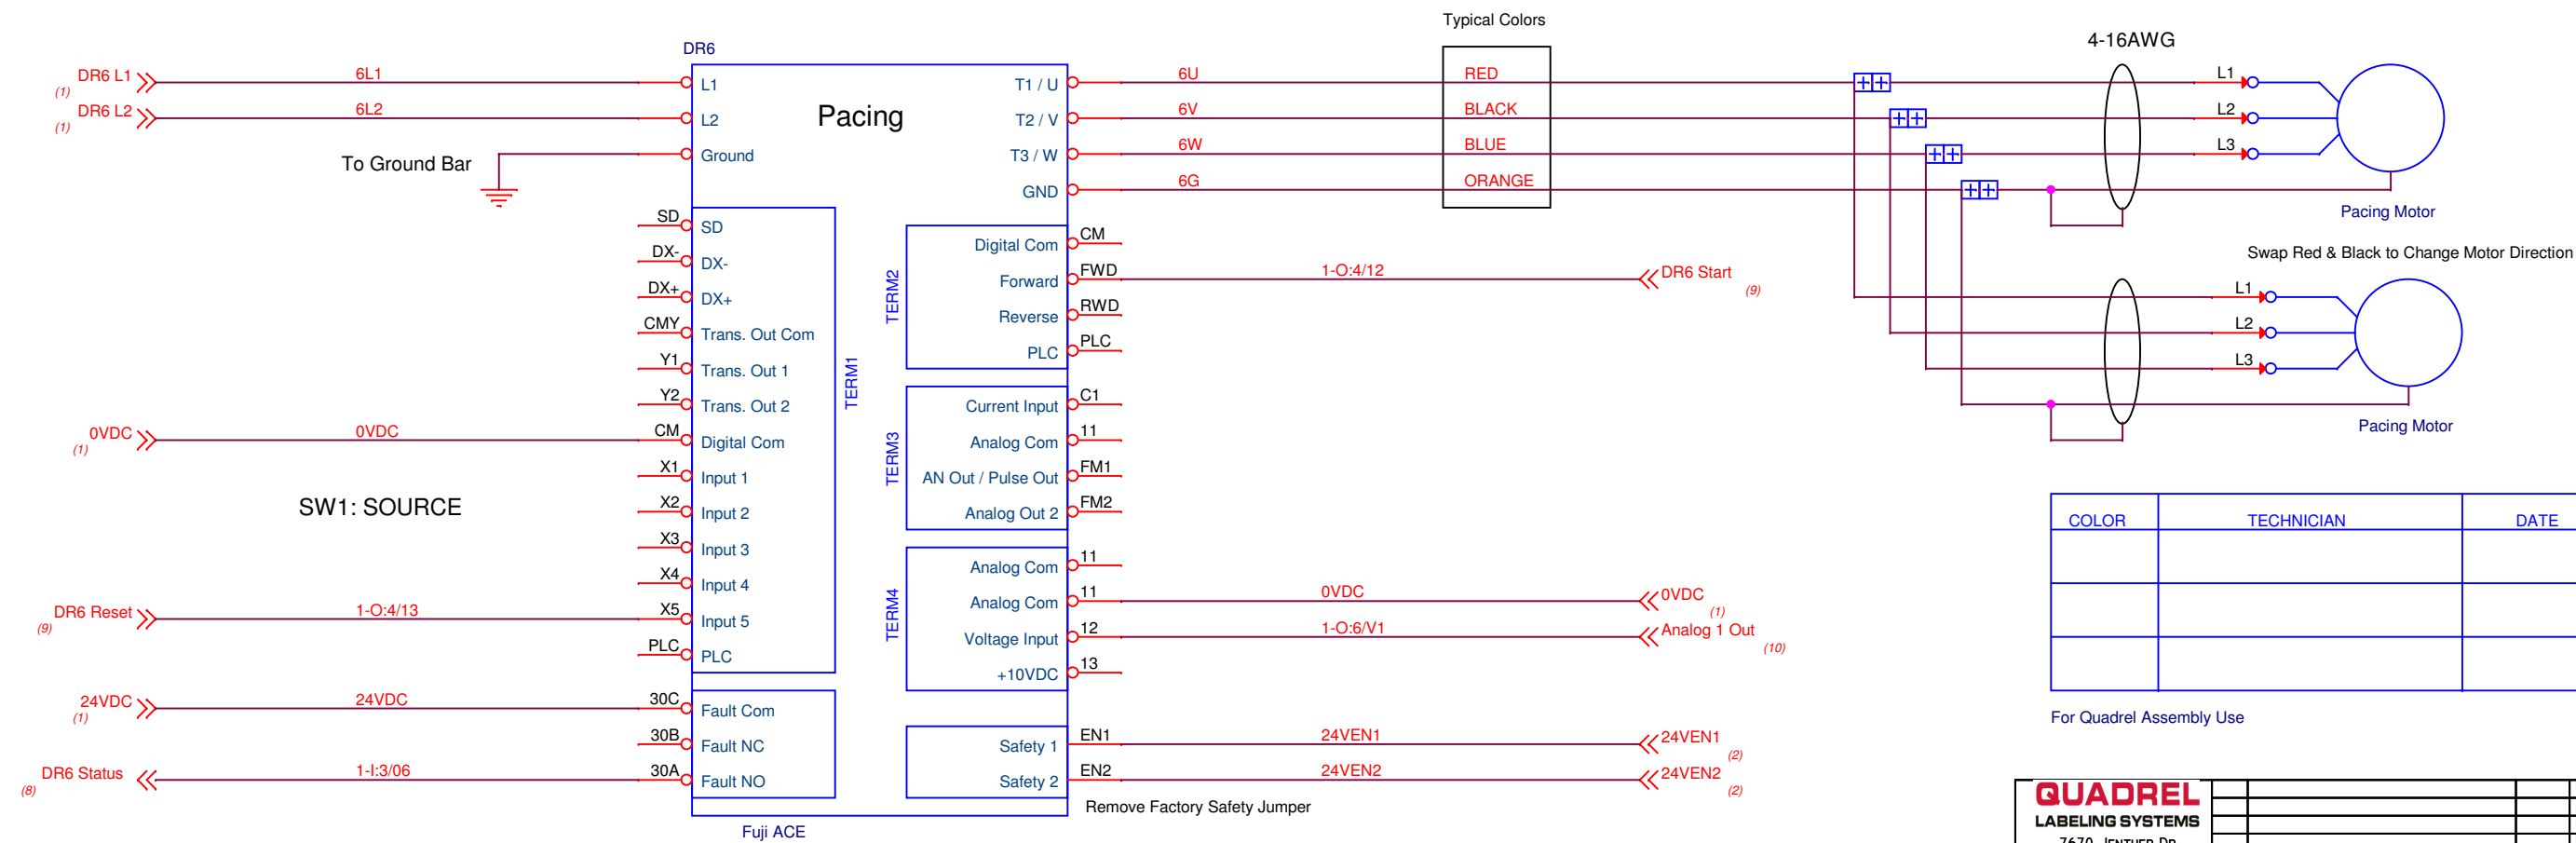 Typical Colors
4-16AWG
DR6
DR6 L1
(1)
6L1
L1
T1 / U
6U
RED
L1
DR6 L2
(1)
6L2
L2
Pacing
T2 / V
6V
BLACK
L2
To Ground Bar
Ground
T3 / W
6W
BLUE
L3
GND
6G
ORANGE
Pacing Motor
Swap Red & Black to Change Motor Direction
L1
L2
L3
Pacing Motor
SD
SD
DX-
DX-
DX+
DX+
CMY
Trans. Out Com
Y1
Trans. Out 1
Y2
Trans. Out 2
0VDC
(1)
0VDC
CM
Digital Com
X1
Input 1
SW1: SOURCE
X2
Input 2
X3
Input 3
X4
Input 4
DR6 Reset
(9)
1-O:4/13
X5
Input 5
PLC
PLC
TERM1
24VDC
(1)
24VDC
30C
Fault Com
30B
Fault NC
DR6 Status
(8)
1-I:3/06
30A
Fault NO
TERM2
Digital Com
CM
Forward
FWD
1-O:4/12
DR6 Start
(9)
Reverse
RWD
PLC
PLC
TERM3
Current Input
C1
Analog Com
11
AN Out / Pulse Out
FM1
Analog Out 2
FM2
TERM4
Analog Com
11
Analog Com
11
0VDC
0VDC
(1)
Voltage Input
12
1-O:6/V1
Analog 1 Out
(10)
+10VDC
13
Safety 1
EN1
24VEN1
24VEN1
(2)
Safety 2
EN2
24VEN2
24VEN2
(2)
Remove Factory Safety Jumper
Fuji ACE
COLOR
TECHNICIAN
DATE
For Quadrel Assembly Use
QUADREL
LABELING SYSTEMS
7670 JENTHER DR